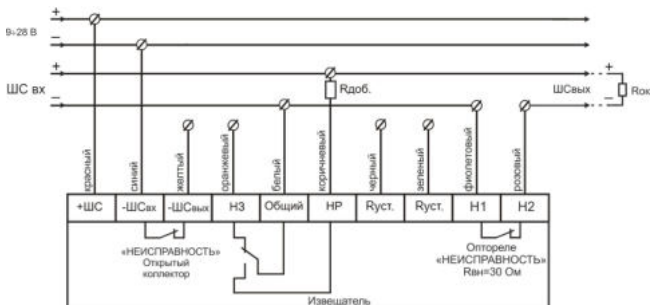 +
9÷28 В
–
+
ШС вх
–
Rдоб.
ШСвых
+
–
Rок
красный
синий
желтый
оранжевый
белый
коричневый
черный
зеленый
фиолетовый
розовый
+ШС
-ШСвх
-ШСвых
НЗ
Общий
НР
Rуст.
Rуст.
Н1
Н2
«НЕИСПРАВНОСТЬ»
Открытый
коллектор
Оптореле
«НЕИСПРАВНОСТЬ»
Rвн=30 Ом
Извещатель